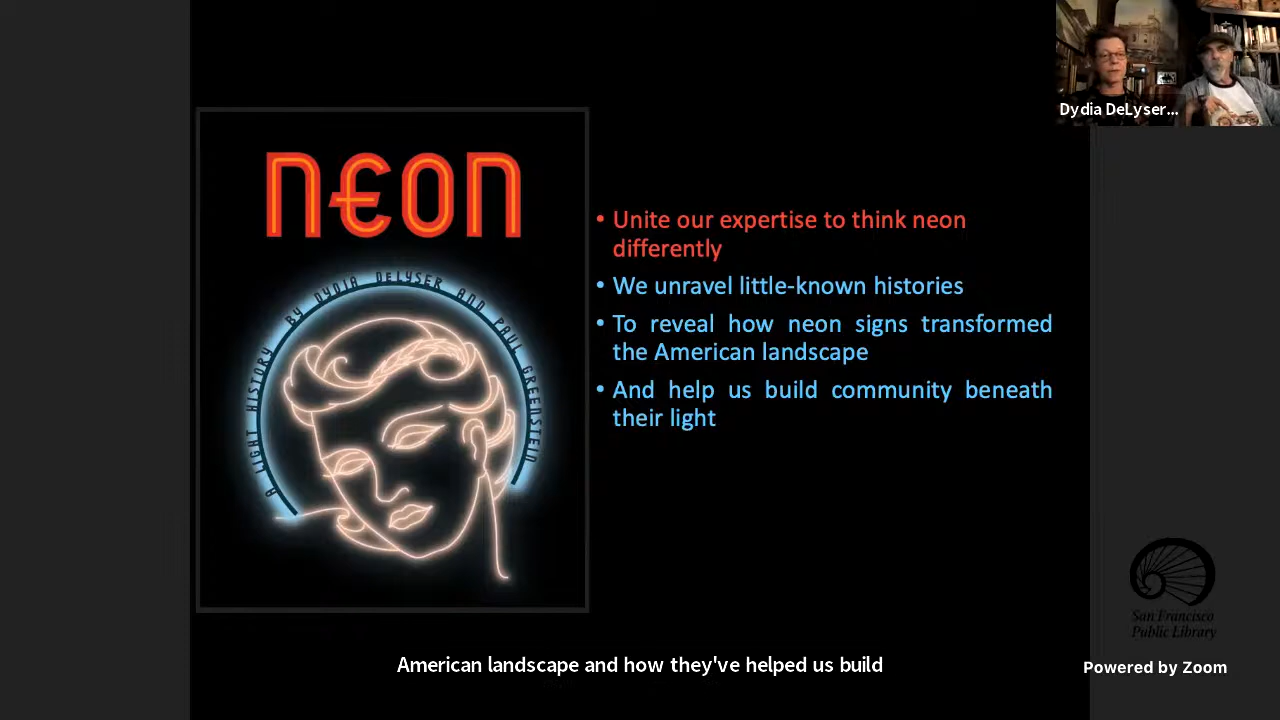 Dydia DeLyser...
NEON
A LIGHT HISTORY BY DYDIA DELYSER AND PAUL GREENSTEIN
• Unite our expertise to think neon
differently
• We unravel little-known histories
• To reveal how neon signs transformed
the American landscape
• And help us build community beneath
their light
San Francisco
Public Library
American landscape and how they've helped us build
Powered by Zoom